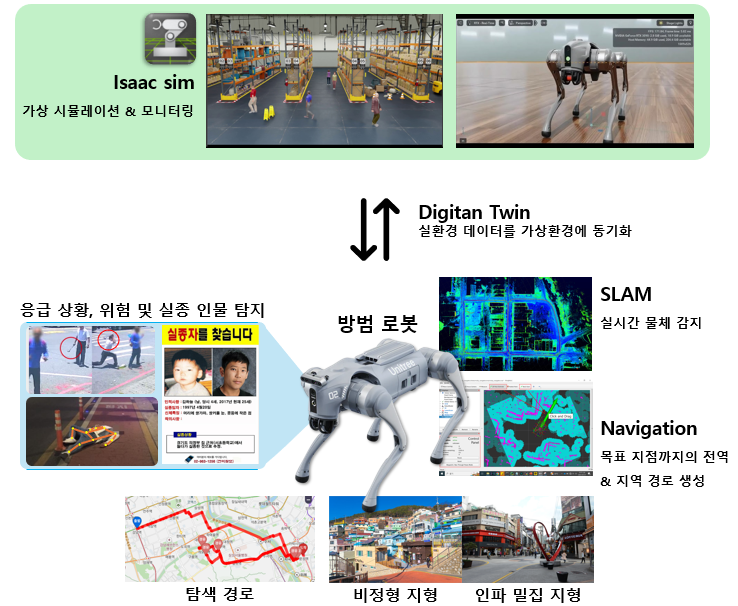 Isaac sim
가상 시뮬레이션 & 모니터링
Digitan Twin
실환경 데이터를 가상환경에 동기화
응급 상황, 위험 및 실종 인물 탐지
실종자를 찾습니다
방범 로봇
Unitree
02
SLAM
실시간 물체 감지
Navigation
목표 지점까지의 전역
& 지역 경로 생성
탐색 경로
비정형 지형
인파 밀집 지형